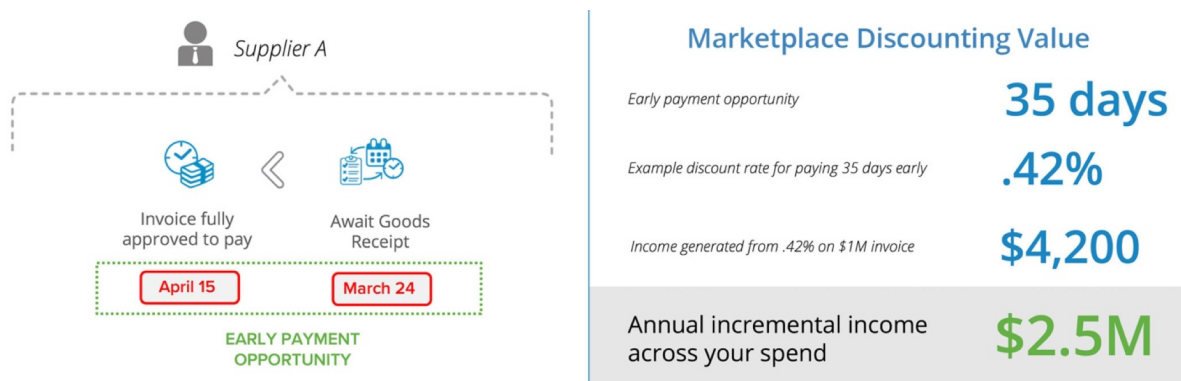 Supplier A
Invoice fully
approved to pay
Await Goods
Receipt
April 15
March 24
EARLY PAYMENT
OPPORTUNITY
Marketplace Discounting Value
Early payment opportunity
35 days
Example discount rate for paying 35 days early
.42%
Income generated from .42% on $1M invoice
$4,200
Annual incremental income
across your spend
$2.5M